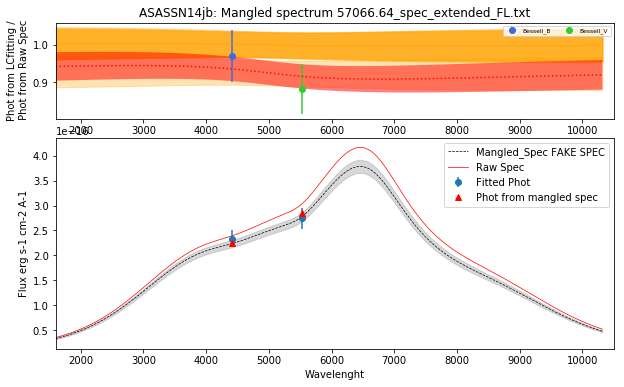 ASASSN14jb: Mangled spectrum 57066.64_spec_extended_FL.txt
Phot from LCfitting /
Phot from Raw Spec
1.0
0.9
Bessell_B
Bessell_V
2000 3000 4000 5000 6000 7000 8000 9000 10000
1e−16
Flux erg s-1 cm-2 A-1
4.0
3.5
3.0
2.5
2.0
1.5
1.0
0.5
Mangled_Spec FAKE SPEC
Raw Spec
Fitted Phot
Phot from mangled spec
2000 3000 4000 5000 6000 7000 8000 9000 10000
Wavelenght